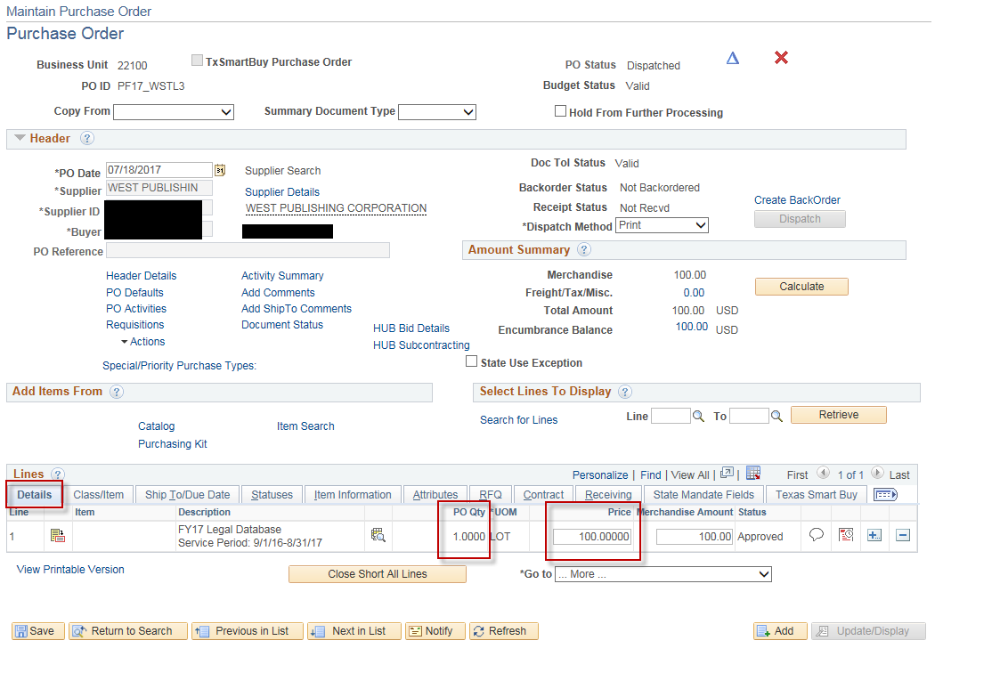 Maintain Purchase Order
Purchase Order
Business Unit 22100 TxSmartBuy Purchase Order PO Status Dispatched
PO ID PF17_WSTL3 Budget Status Valid
Copy From Summary Document Type Hold From Further Processing
Header ?
*PO Date 07/18/2017 31 Supplier Search Doc Tol Status Valid
*Supplier WEST PUBLISHIN Supplier Details Backorder Status Not Backordered
*Supplier ID WEST PUBLISHING CORPORATION Receipt Status Not Recvd Create BackOrder
*Buyer *Dispatch Method Print Dispatch
PO Reference Amount Summary ?
Header Details Activity Summary Merchandise 100.00
PO Defaults Add Comments Freight/Tax/Misc. 0.00 Calculate
PO Activities Add ShipTo Comments Total Amount 100.00 USD
Requisitions Document Status HUB Bid Details Encumbrance Balance 100.00 USD
Actions HUB Subcontracting
Special/Priority Purchase Types: State Use Exception
Add Items From ? Select Lines To Display ?
Catalog Item Search Search for Lines Line To Retrieve
Purchasing Kit
Lines ? Personalize | Find | View All | | First 1 of 1 Last
Details Class/Item Ship To/Due Date Statuses Item Information Attributes RFQ Contract Receiving State Mandate Fields Texas Smart Buy
Line Item Description PO Qty *UOM Price Merchandise Amount Status
1 FY17 Legal Database 1.0000 LOT 100.00000 100.00 Approved
Service Period: 9/1/16-8/31/17
View Printable Version Close Short All Lines *Go to ... More ...
Save Return to Search Previous in List Next in List Notify Refresh Add Update/Display